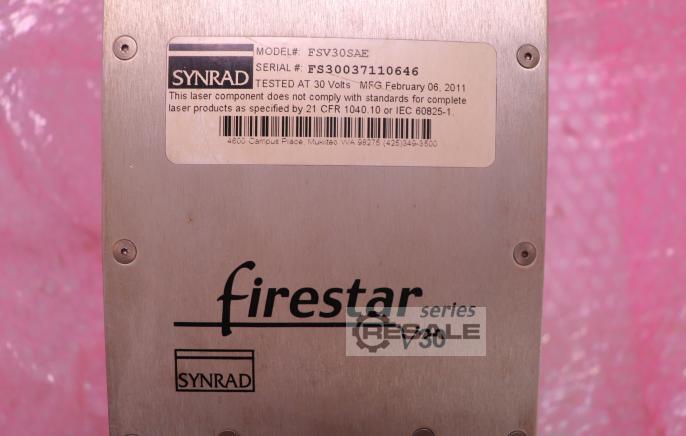 SYNRAD
MODEL#: FSV30SAE
SERIAL #: FS30037110646
TESTED AT 30 Volts MFG February 06, 2011
This laser component does not comply with standards for complete
laser products as specified by 21 CFR 1040.10 or IEC 60825-1.
4600 Campus Place, Mukilteo WA 98275 (425)349-3500
firestar series
RESALE
V30
SYNRAD